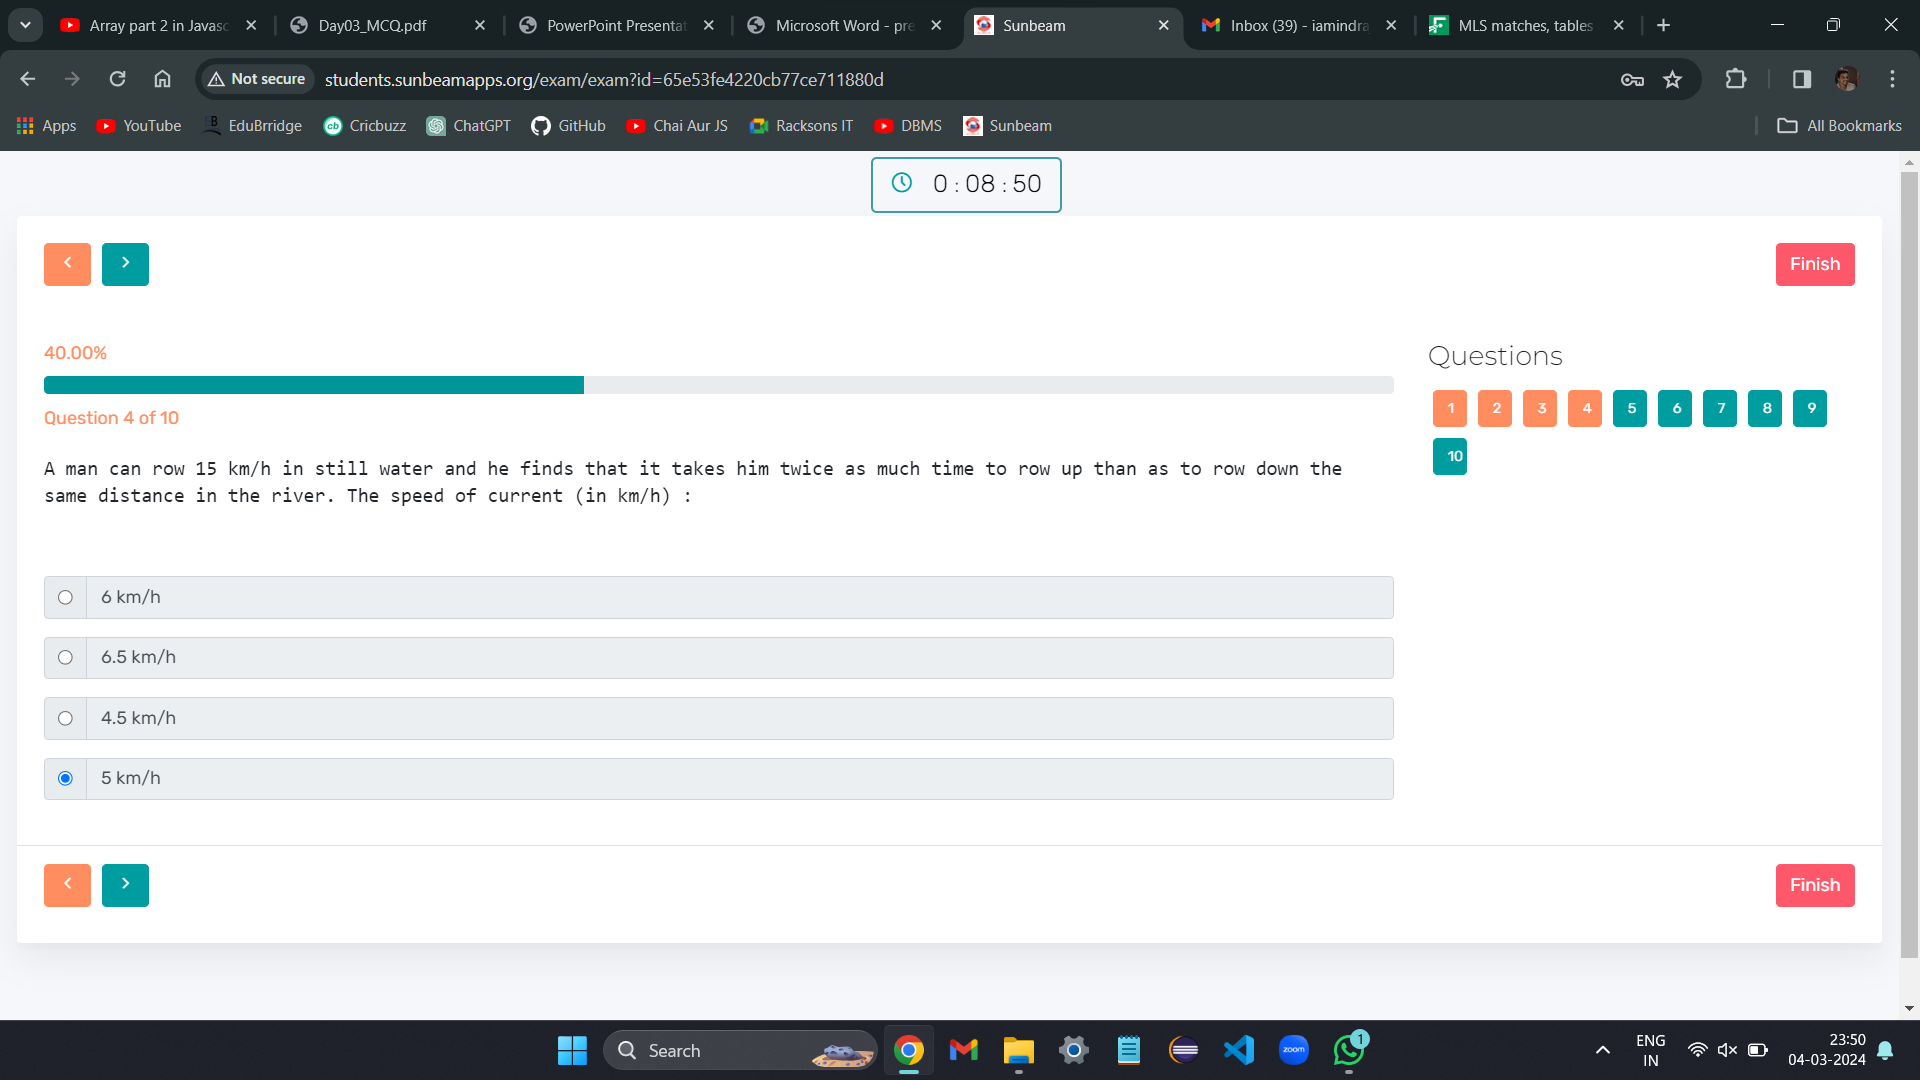 Array part 2 in Javasc
Day03_MCQ.pdf
PowerPoint Presentat
Microsoft Word - pre
Sunbeam
Inbox (39) - iamindra
MLS matches, tables
Not secure
students.sunbeamapps.org/exam/exam?id=65e53fe4220cb77ce711880d
Apps
YouTube
B
EduBrridge
cb
Cricbuzz
ChatGPT
GitHub
Chai Aur JS
Racksons IT
DBMS
Sunbeam
All Bookmarks
0 : 08 : 50
Finish
40.00%
Question 4 of 10
Questions
1 2 3 4 5 6 7 8 9
10
A man can row 15 km/h in still water and he finds that it takes him twice as much time to row up than as to row down the
same distance in the river. The speed of current (in km/h) :
6 km/h
6.5 km/h
4.5 km/h
5 km/h
Finish
Search
zoom
1
ENG
IN
23:50
04-03-2024